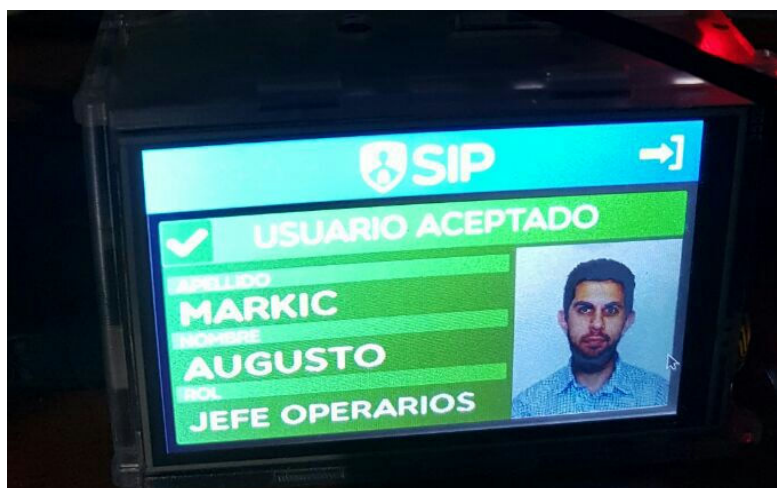 SIP
USUARIO ACEPTADO
APELLIDO
MARKIC
NOMBRE
AUGUSTO
ROL
JEFE OPERARIOS